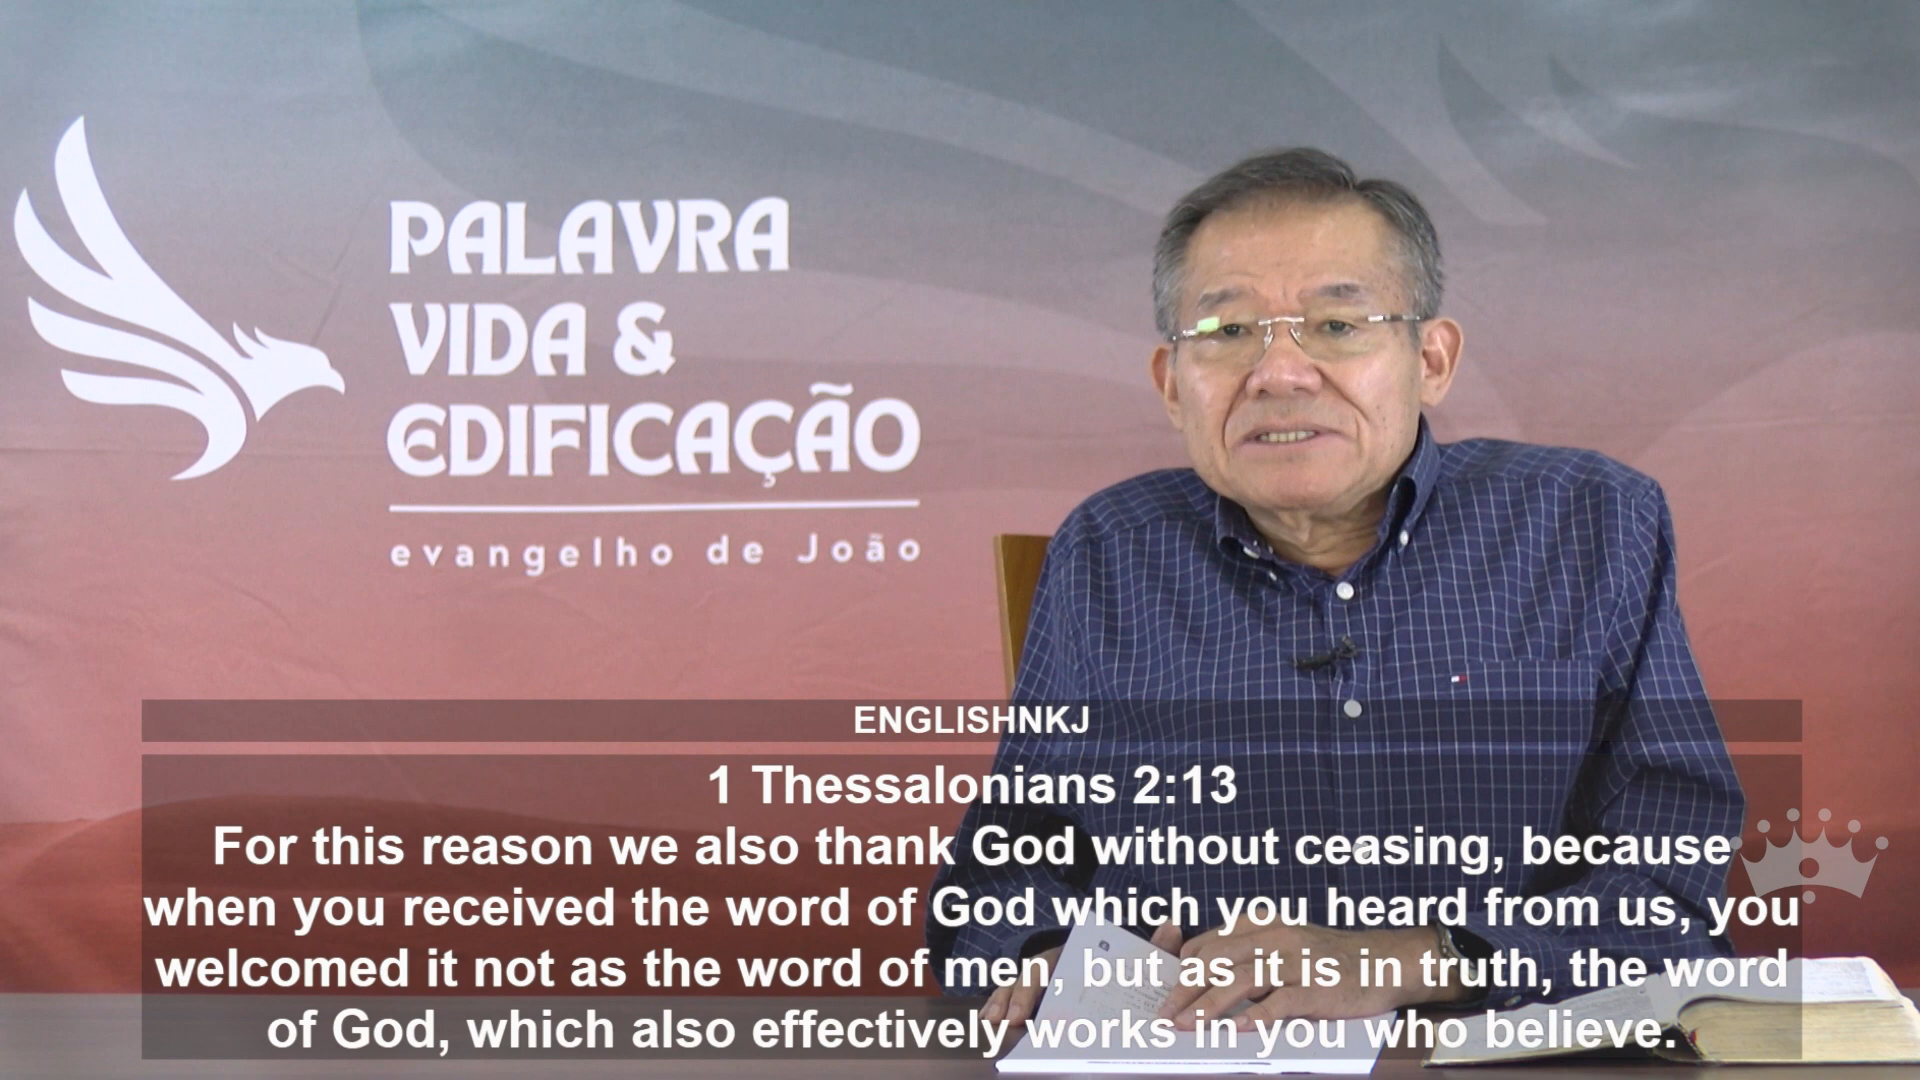 PALAVRA
VIDA &
EDIFICAÇÃO
evangelho de João
ENGLISHNKJ
1 Thessalonians 2:13
For this reason we also thank God without ceasing, because
when you received the word of God which you heard from us, you
welcomed it not as the word of men, but as it is in truth, the word
of God, which also effectively works in you who believe.